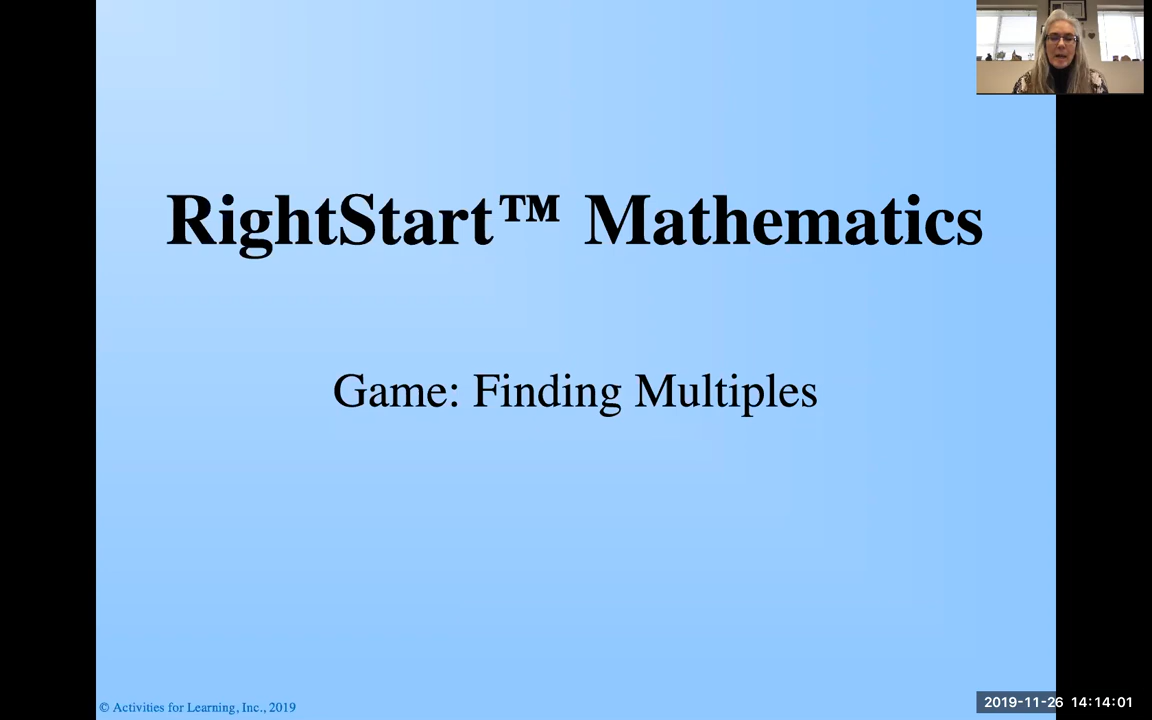 RightStart™ Mathematics
Game: Finding Multiples
© Activities for Learning, Inc., 2019
2019-11-26 14:14:01